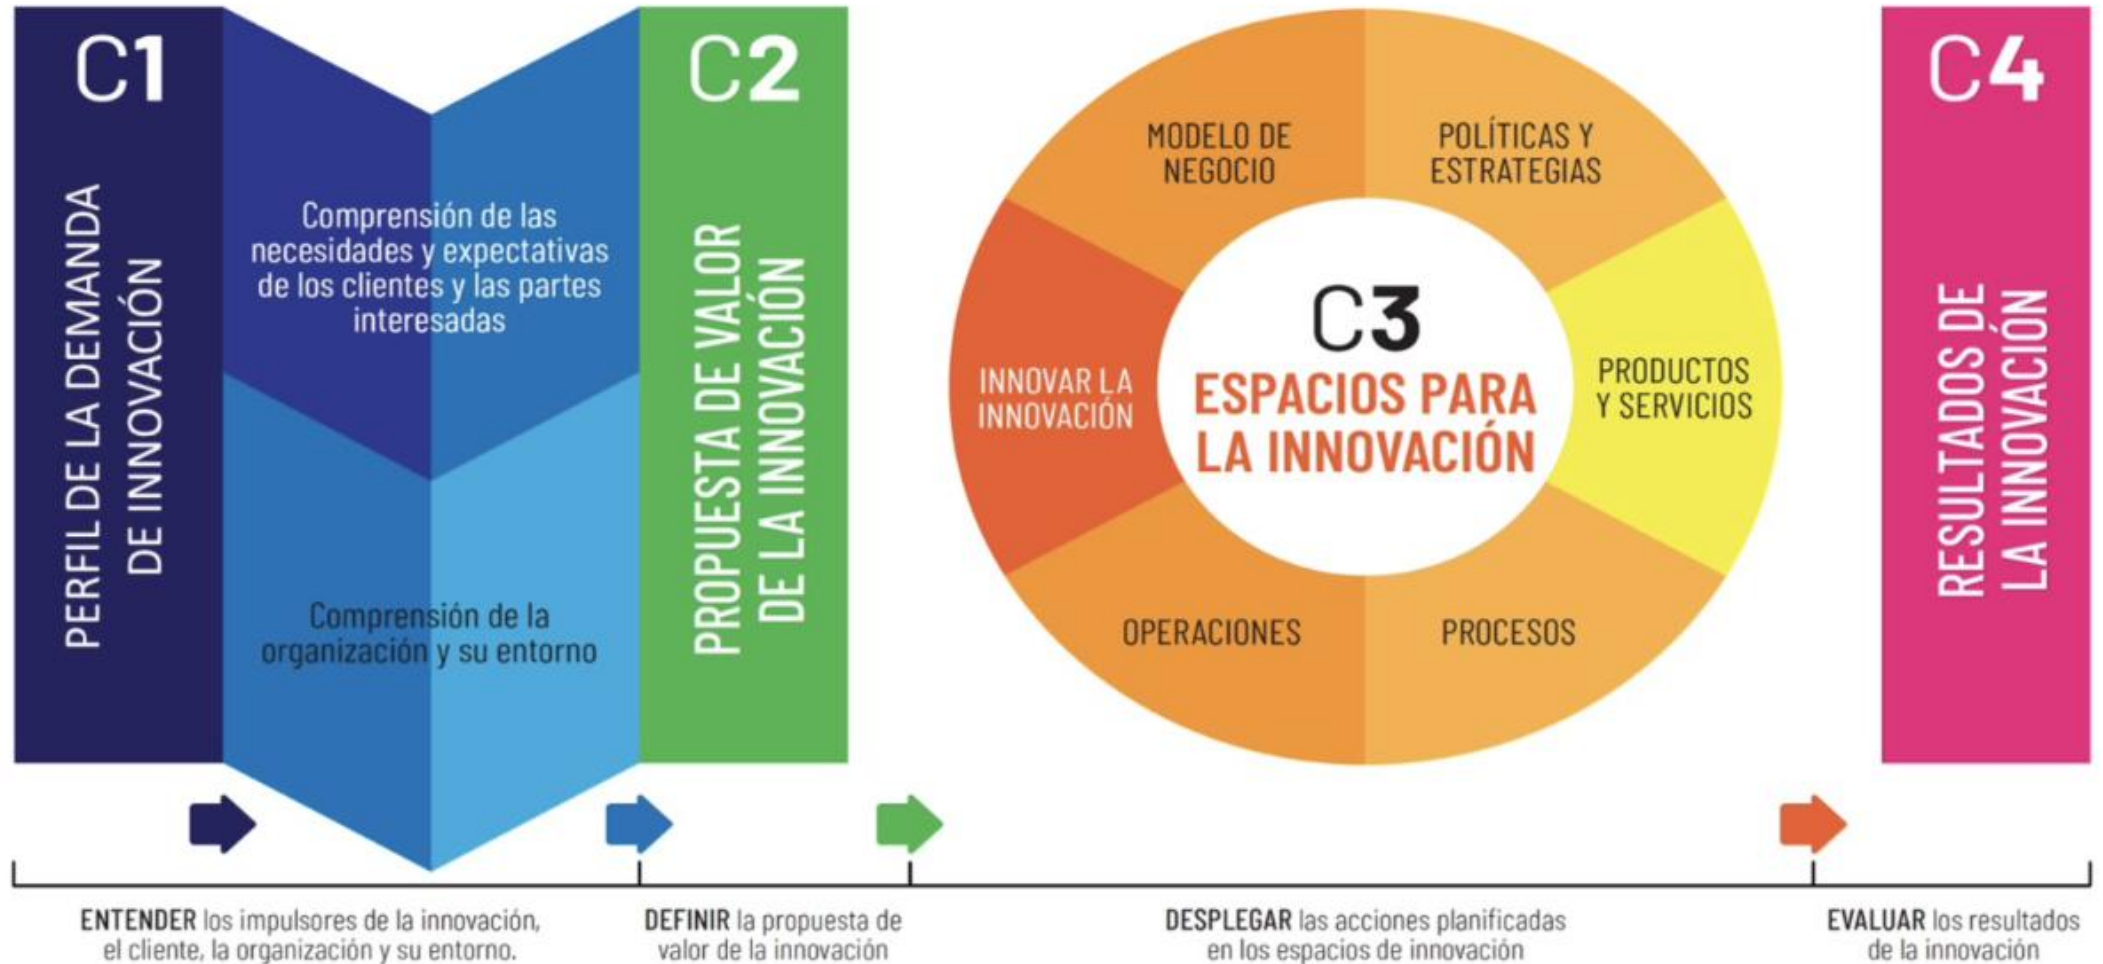 C1
PERFIL DE LA DEMANDA
DE INNOVACIÓN
Comprensión de las
necesidades y expectativas
de los clientes y las partes
interesadas
Comprensión de la
organización y su entorno
C2
PROPUESTA DE VALOR
DE LA INNOVACIÓN
MODELO DE
NEGOCIO
POLÍTICAS Y
ESTRATEGIAS
INNOVAR LA
INNOVACIÓN
C3
ESPACIOS PARA
LA INNOVACIÓN
PRODUCTOS
Y SERVICIOS
OPERACIONES
PROCESOS
C4
RESULTADOS DE
LA INNOVACIÓN
ENTENDER los impulsores de la innovación,
el cliente, la organización y su entorno.
DEFINIR la propuesta de
valor de la innovación
DESPLEGAR las acciones planificadas
en los espacios de innovación
EVALUAR los resultados
de la innovación